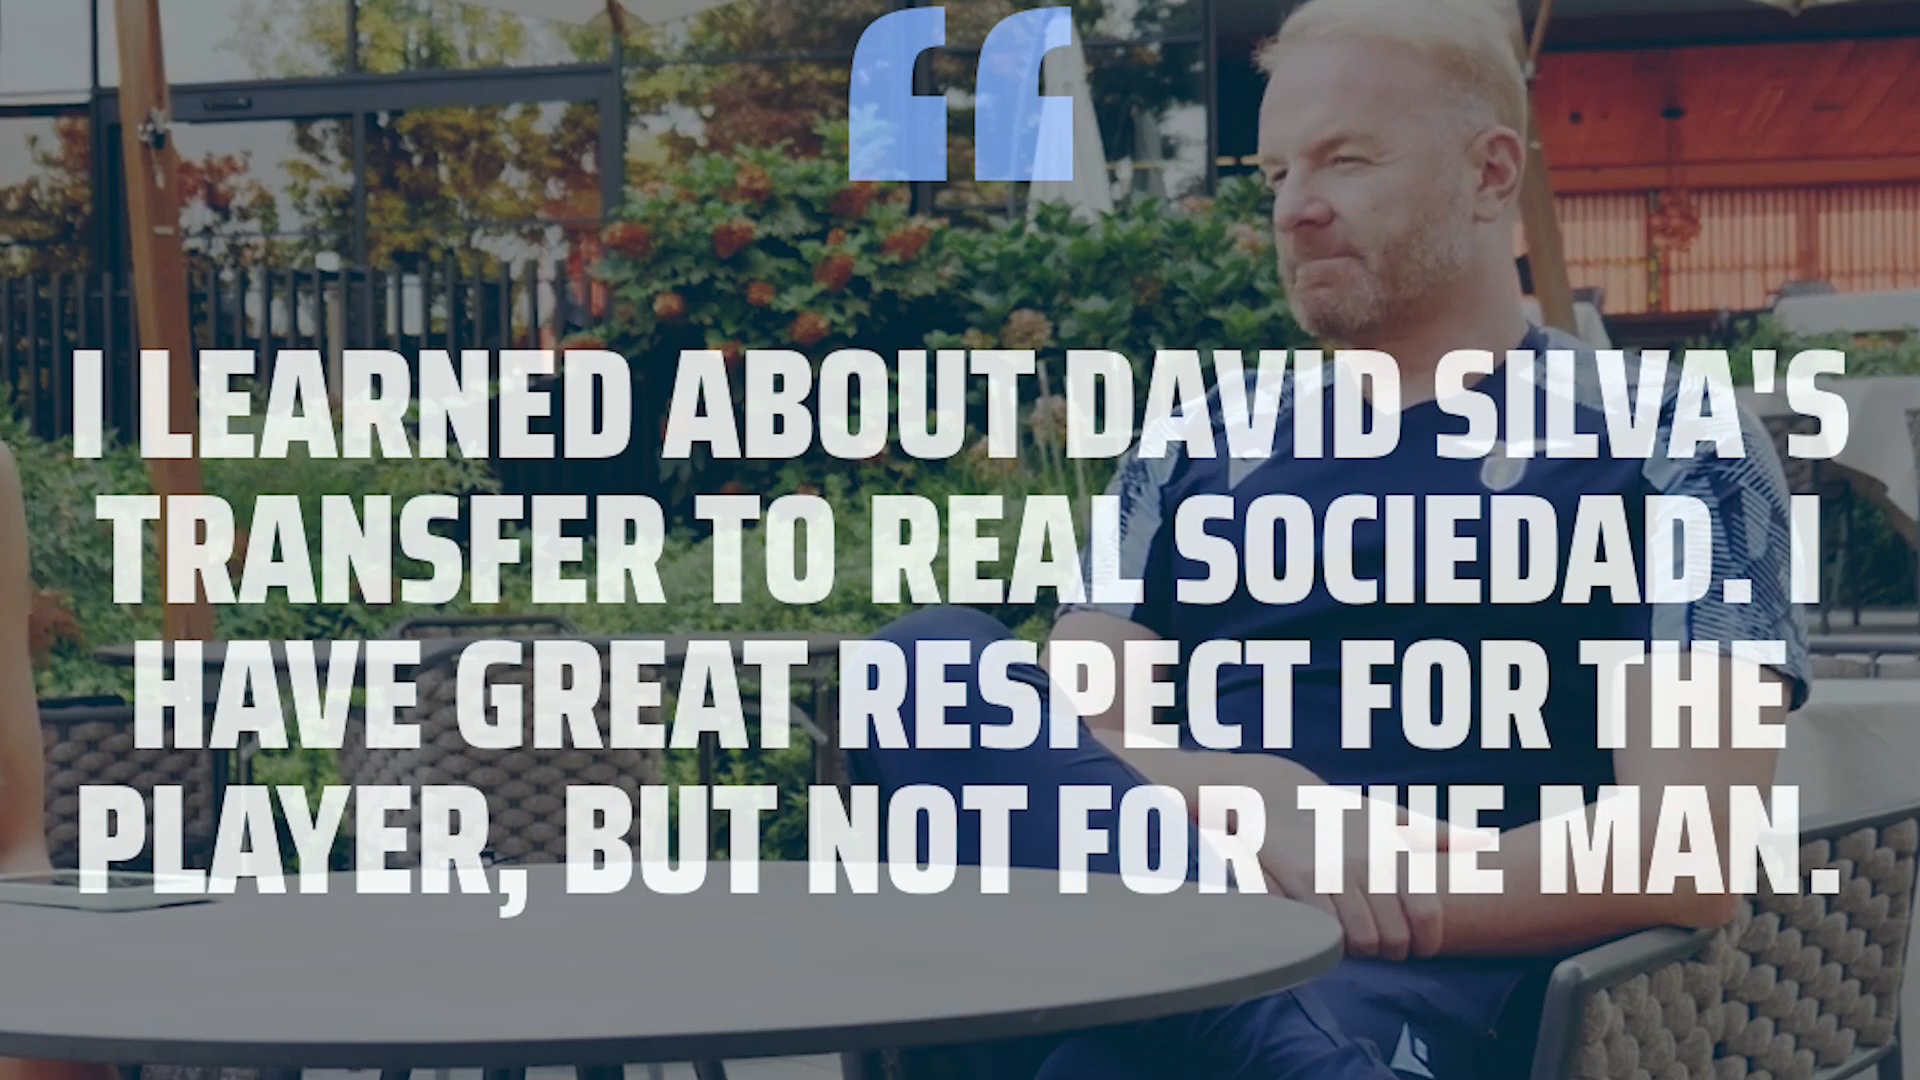 “
I LEARNED ABOUT DAVID SILVA'S
TRANSFER TO REAL SOCIEDAD. I
HAVE GREAT RESPECT FOR THE
PLAYER, BUT NOT FOR THE MAN.